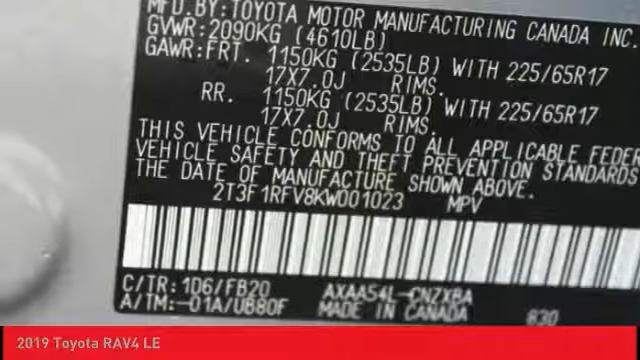 MFD.BY:TOYOTA MOTOR MANUFACTURING CANADA INC.
GVWR:2090KG (4610LB)
GAWR:FRT. 1150KG (2535LB) WITH 225/65R17
17X7.0J RIMS.
RR. 1150KG (2535LB) WITH 225/65R17
17X7.0J RIMS.
THIS VEHICLE CONFORMS TO ALL APPLICABLE FEDER
VEHICLE SAFETY AND THEFT PREVENTION STANDARDS
THE DATE OF MANUFACTURE SHOWN ABOVE.
2T3F1RFV8KW001023 MPV
C/TR:1D6/FB20 AXAA54L-CNZXBA
A/TM:-01A/UB80F MADE IN CANADA 830
2019 Toyota RAV4 LE